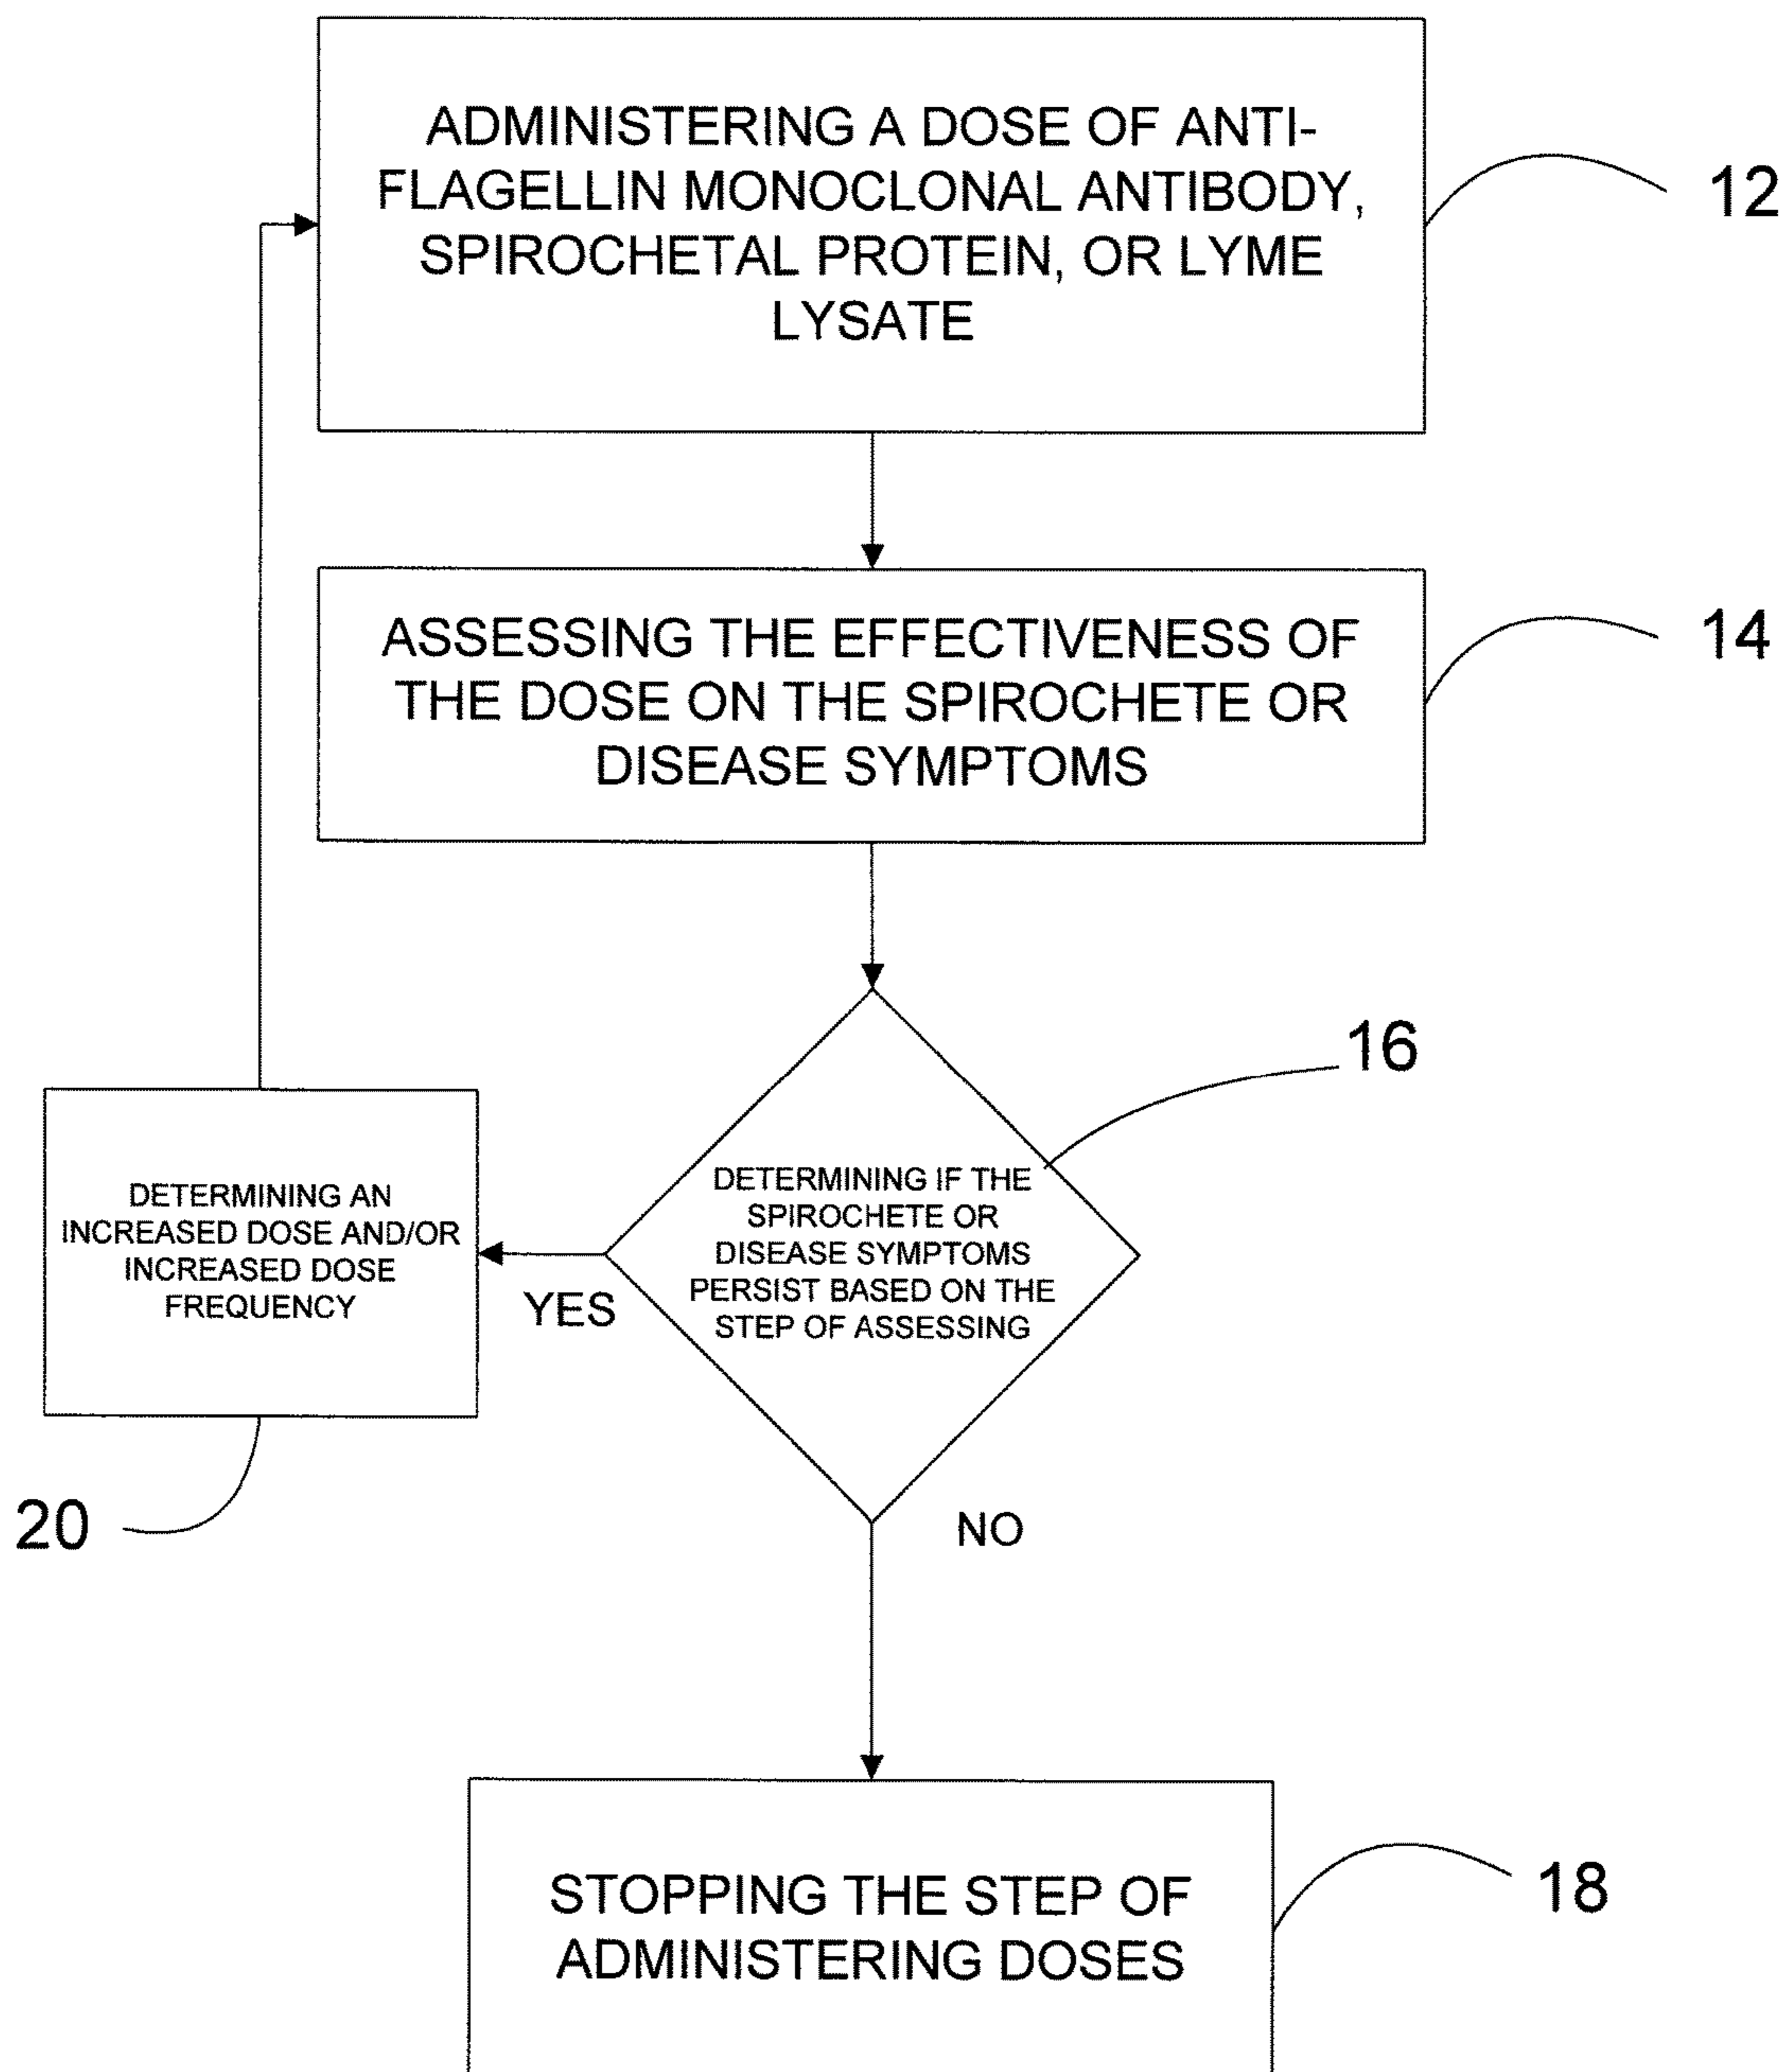 ADMINISTERING A DOSE OF ANTI-
FLAGELLIN MONOCLONAL ANTIBODY,
SPIROCHETAL PROTEIN, OR LYME
LYSATE
12
ASSESSING THE EFFECTIVENESS OF
THE DOSE ON THE SPIROCHETE OR
DISEASE SYMPTOMS
14
16
DETERMINING IF THE
SPIROCHETE OR
DISEASE SYMPTOMS
PERSIST BASED ON THE
STEP OF ASSESSING
YES
DETERMINING AN
INCREASED DOSE AND/OR
INCREASED DOSE
FREQUENCY
20
NO
STOPPING THE STEP OF
ADMINISTERING DOSES
18